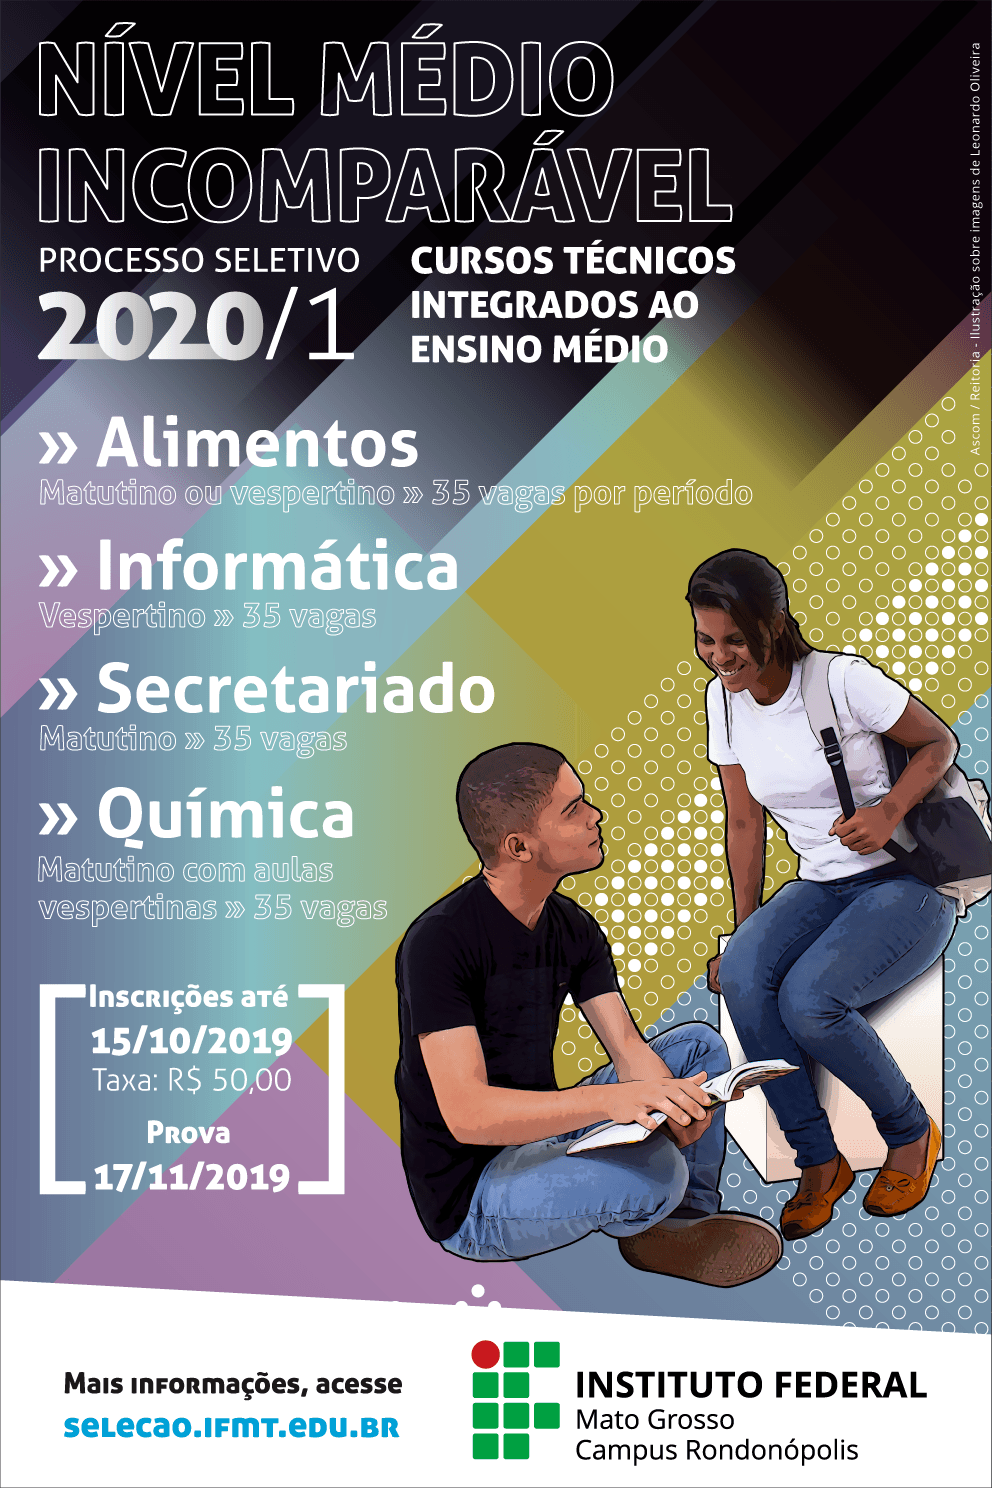 NÍVEL MÉDIO
INCOMPARÁVEL
PROCESSO SELETIVO
2020/1
CURSOS TÉCNICOS
INTEGRADOS AO
ENSINO MÉDIO
» Alimentos
Matutino ou vespertino » 35 vagas por período
» Informática
Vespertino » 35 vagas
» Secretariado
Matutino » 35 vagas
» Química
Matutino com aulas
vespertinas » 35 vagas
Inscrições até
15/10/2019
Taxa: R$ 50,00
Prova
17/11/2019
Mais informações, acesse
selecao.ifmt.edu.br
INSTITUTO FEDERAL
Mato Grosso
Campus Rondonópolis
Ascom / Reitoria - Ilustração sobre imagens de Leonardo Oliveira